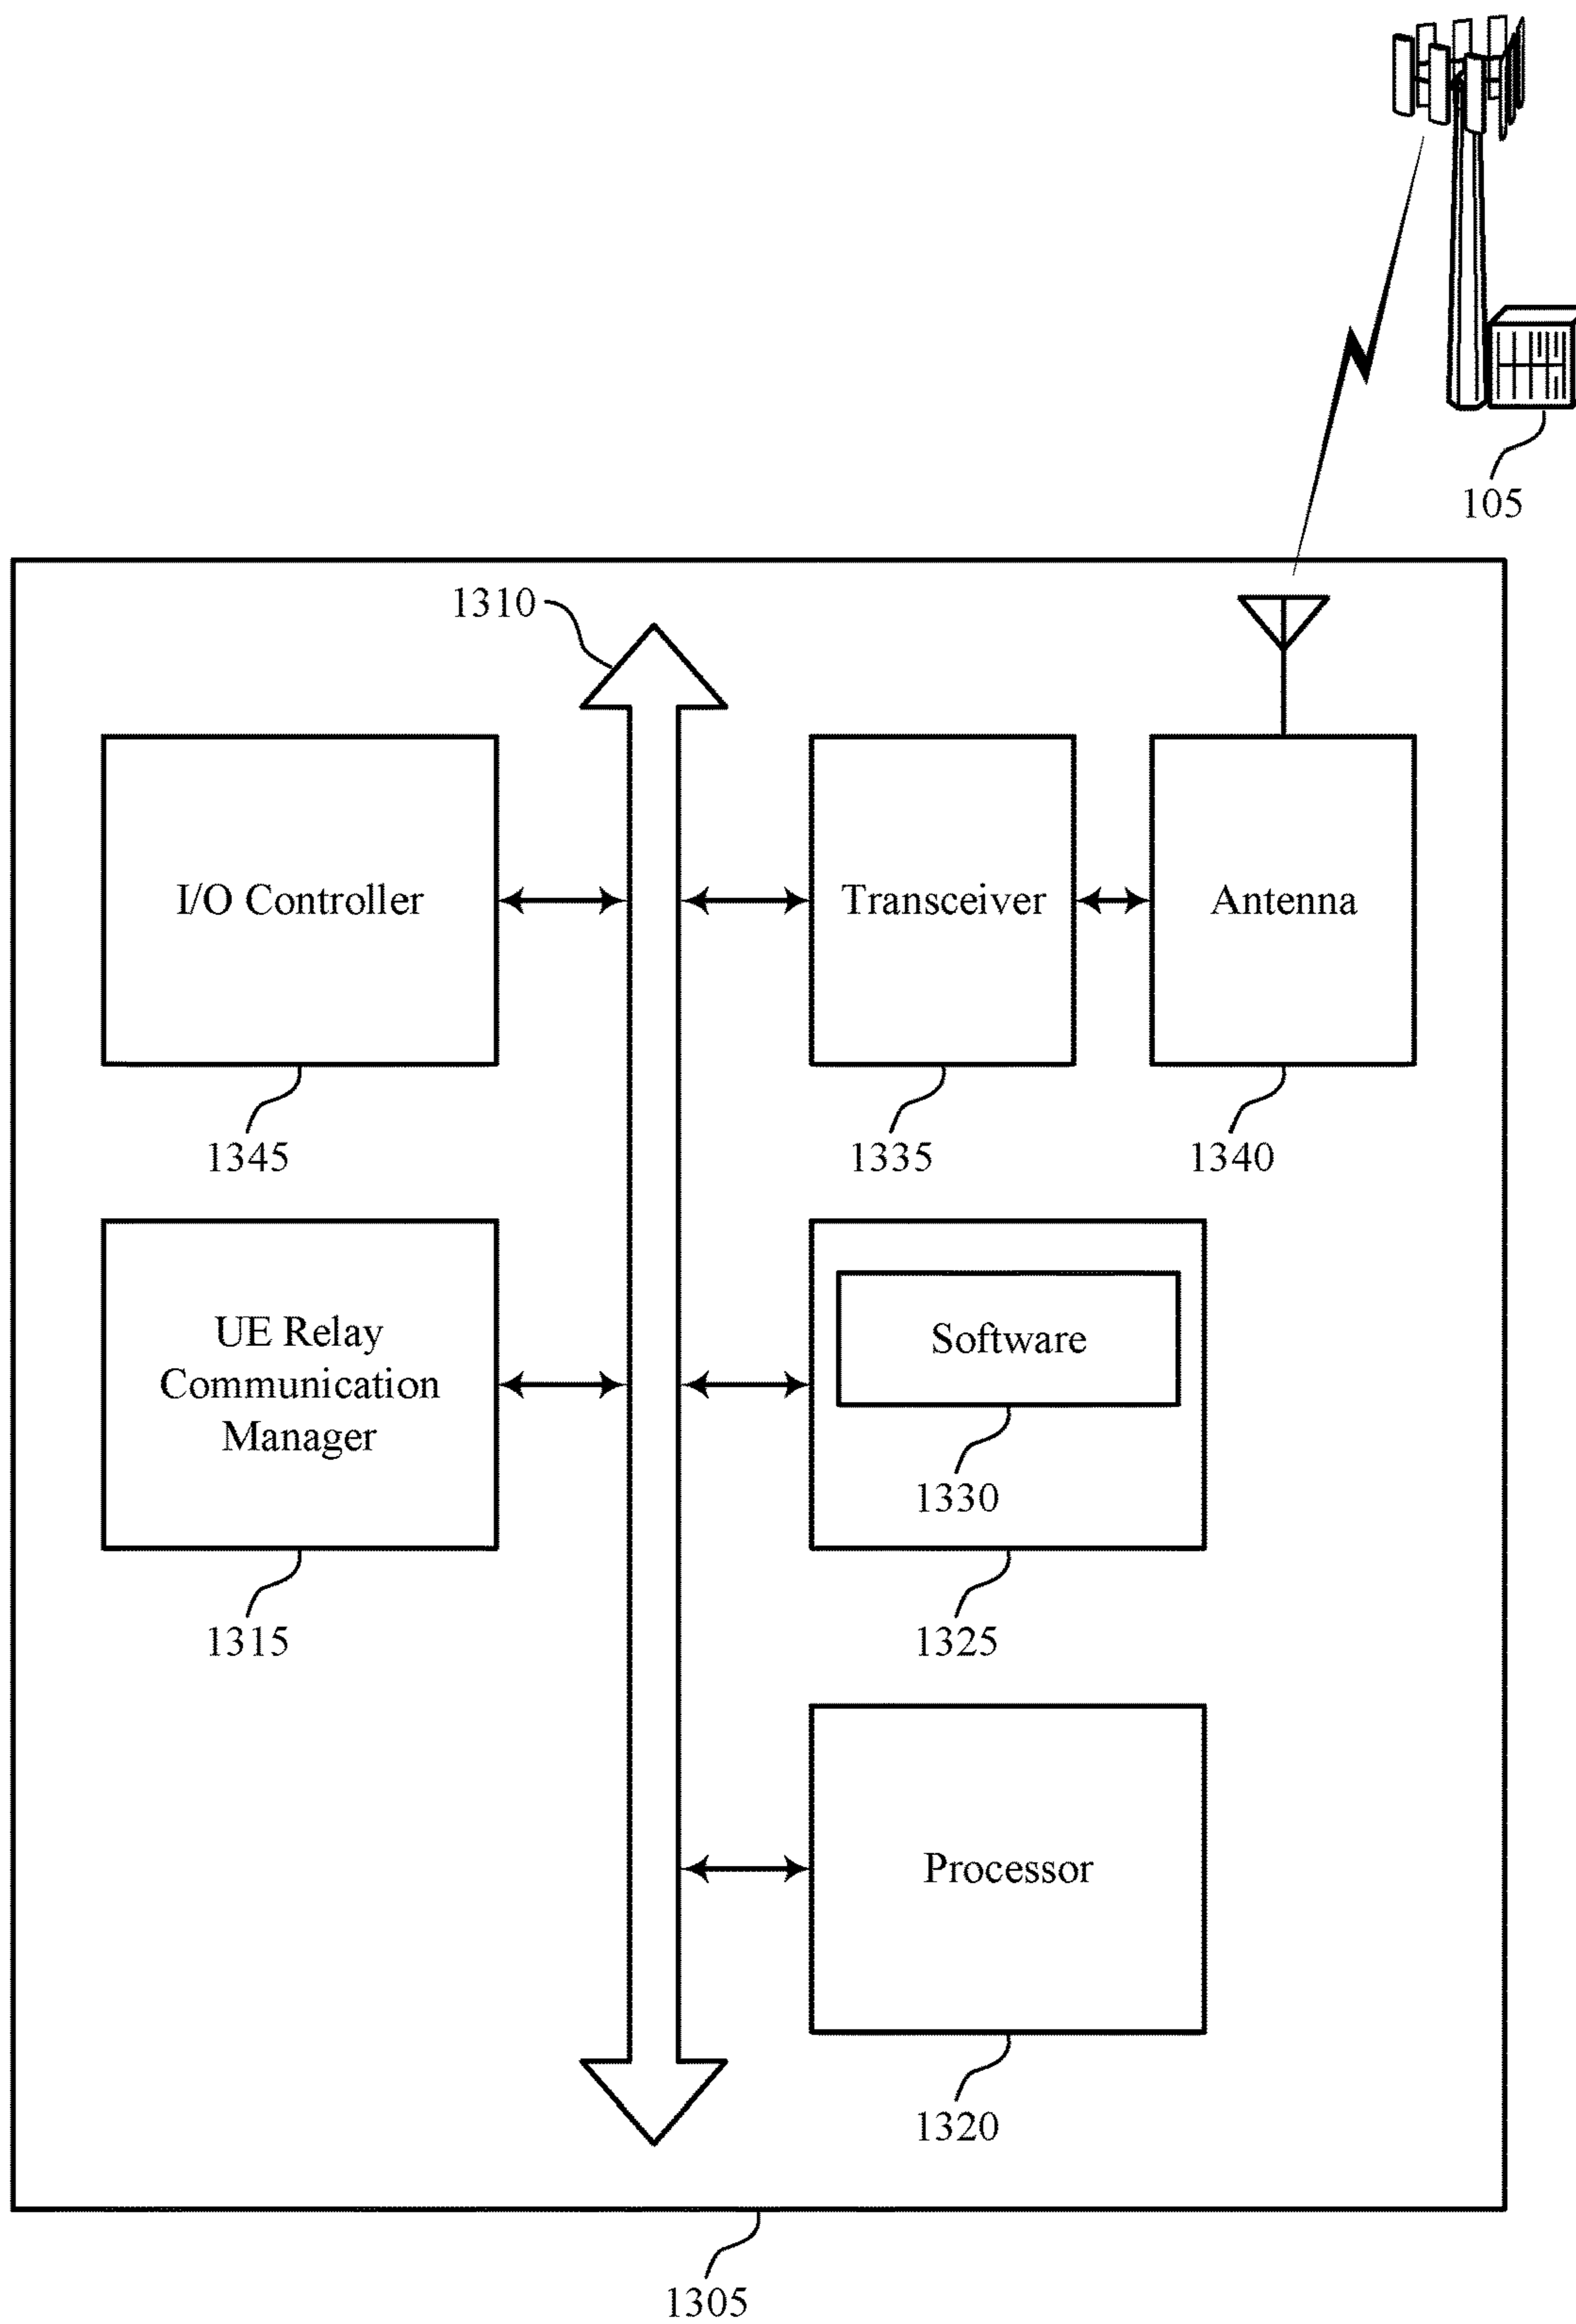 105
1310
I/O Controller
Transceiver
Antenna
1345
1335
1340
UE Relay
Communication
Manager
Software
1330
1315
1325
Processor
1320
1305